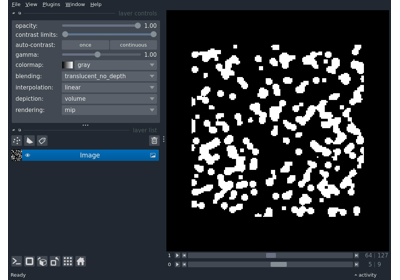 File View Plugins Window Help
layer controls
opacity: 1.00
contrast limits:
auto-contrast: once continuous
gamma: 1.00
colormap: gray
blending: translucent_no_depth
interpolation: linear
depiction: volume
rendering: mip
layer list
Image
1 64 127
0 5 9
Ready activity